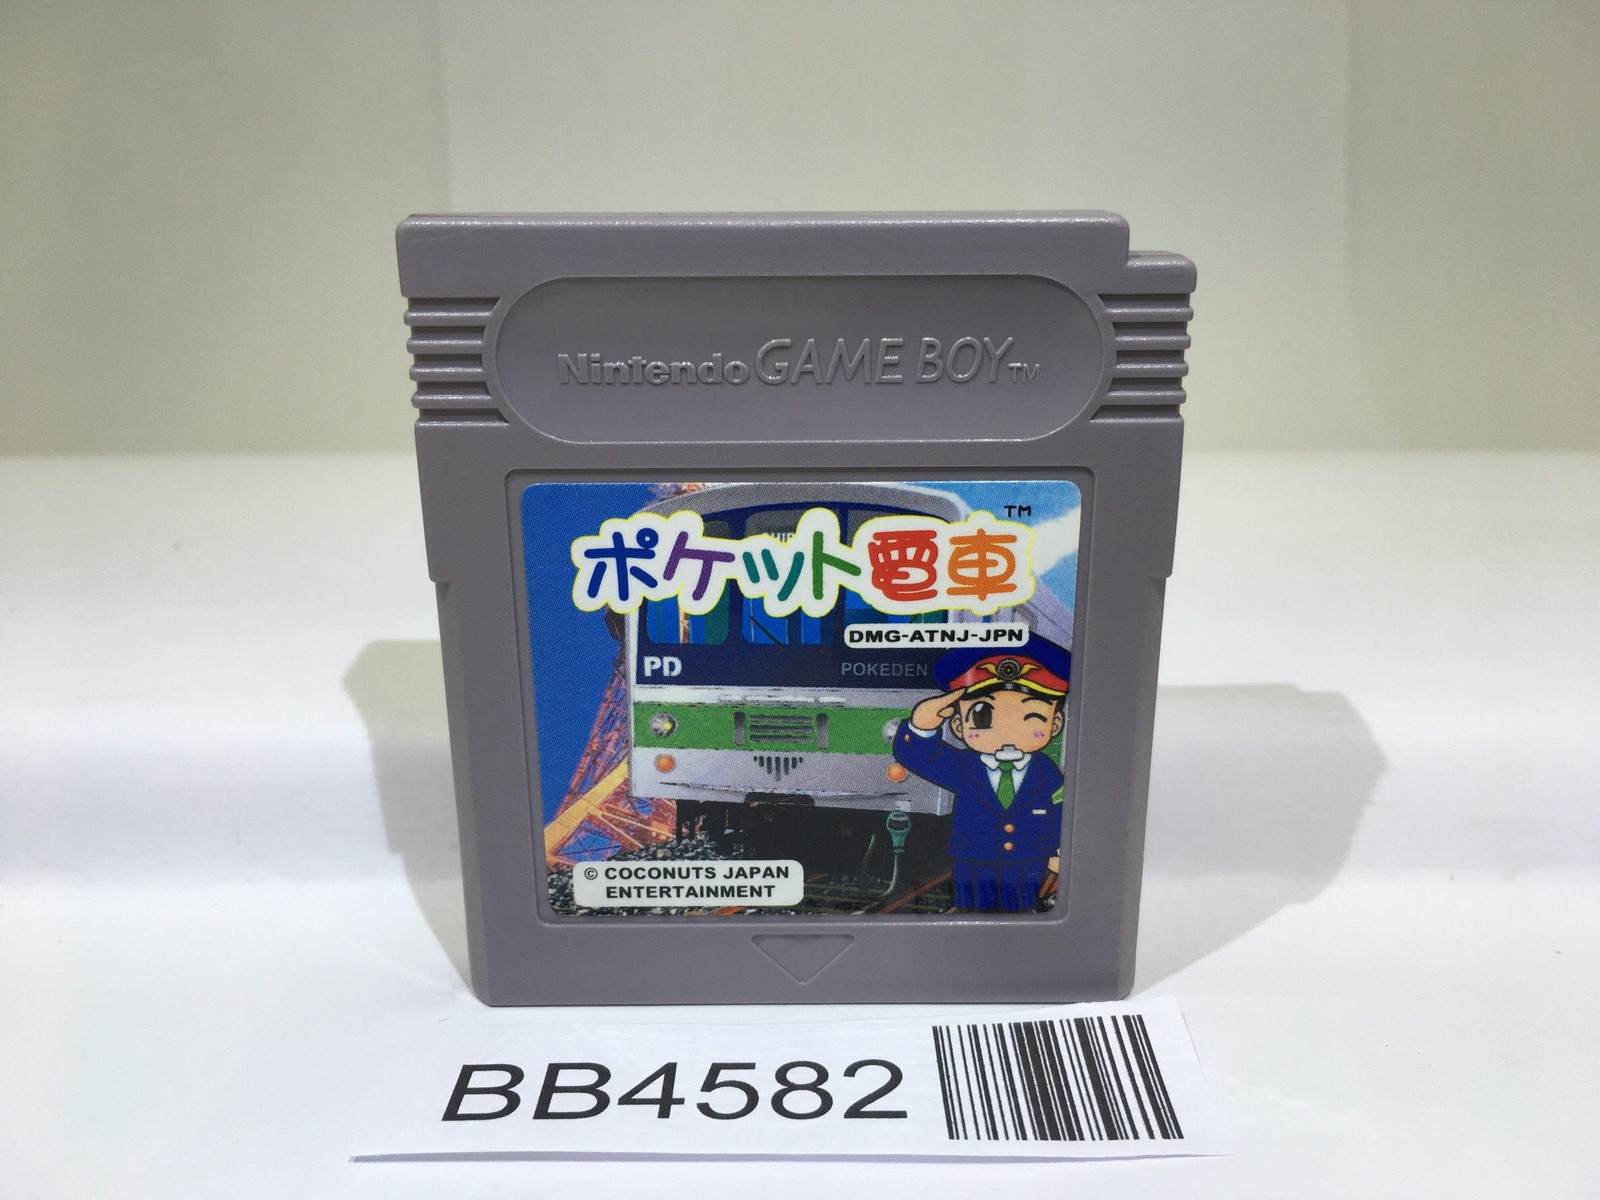 Nintendo GAME BOY TM
ポケット電車 TM
DMG-ATNJ-JPN
PD POKEDEN
© COCONUTS JAPAN
ENTERTAINMENT
BB4582